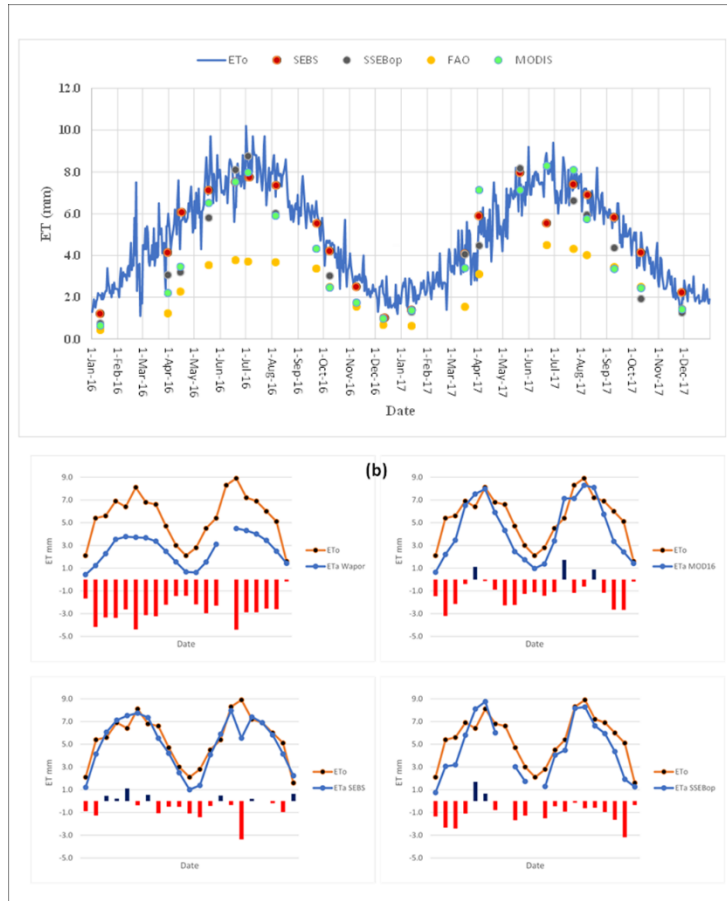 ETo SEBS SSEBop FAO MODIS
12.0
10.0
8.0
6.0
4.0
2.0
0.0
ET (mm)
1-Jan-16 1-Feb-16 1-Mar-16 1-Apr-16 1-May-16 1-Jun-16 1-Jul-16 1-Aug-16 1-Sep-16 1-Oct-16 1-Nov-16 1-Dec-16 1-Jan-17 1-Feb-17 1-Mar-17 1-Apr-17 1-May-17 1-Jun-17 1-Jul-17 1-Aug-17 1-Sep-17 1-Oct-17 1-Nov-17 1-Dec-17
Date
(b)
9.0
7.0
5.0
3.0
1.0
-1.0
-3.0
-5.0
ET mm
ETo
ETa Wapor
Date
9.0
7.0
5.0
3.0
1.0
-1.0
-3.0
-5.0
ET mm
ETo
ETa MOD16
Date
9.0
7.0
5.0
3.0
1.0
-1.0
-3.0
-5.0
ET mm
ETo
ETa SEBS
Date
9.0
7.0
5.0
3.0
1.0
-1.0
-3.0
-5.0
ET mm
ETo
ETa SSEBop
Date